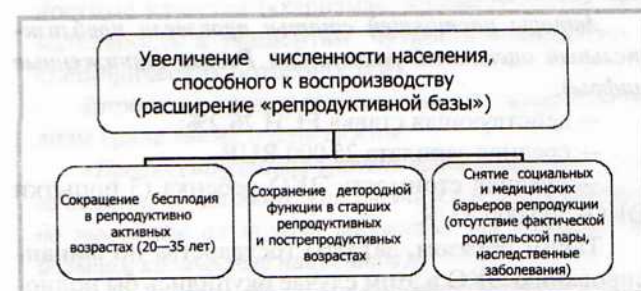 Увеличение численности населения,
способного к воспроизводству
(расширение «репродуктивной базы»)
Сокращение бесплодия
в репродуктивно
активных
возрастах (20—35 лет)
Сохранение детородной
функции в старших
репродуктивных
и пострепродуктивных
возрастах
Снятие социальных
и медицинских
барьеров репродукции
(отсутствие фактической
родительской пары,
наследственные
заболевания)